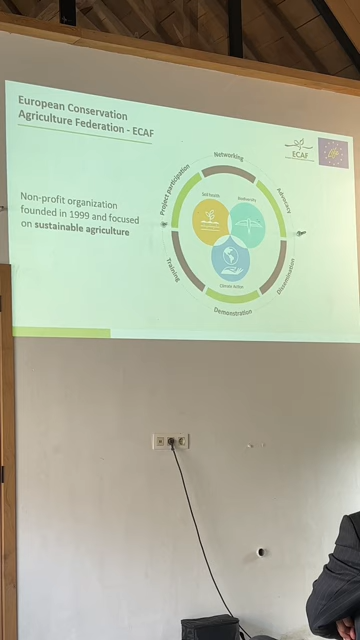 European Conservation
Agriculture Federation - ECAF
ECAF
Non-profit organization
founded in 1999 and focused
on sustainable agriculture
Networking
Advocacy
Dissemination
Demonstration
Training
Project participation
Soil health
Biodiversity
Climate Action